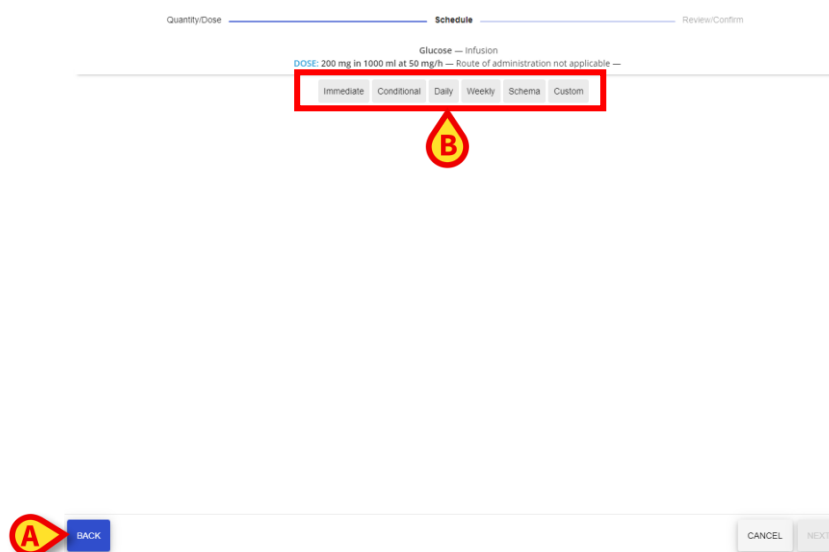 Quantity/Dose Schedule Review/Confirm
Glucose — Infusion
DOSE: 200 mg in 1000 ml at 50 mg/h — Route of administration not applicable —
Immediate Conditional Daily Weekly Schema Custom
B
A BACK CANCEL NEXT